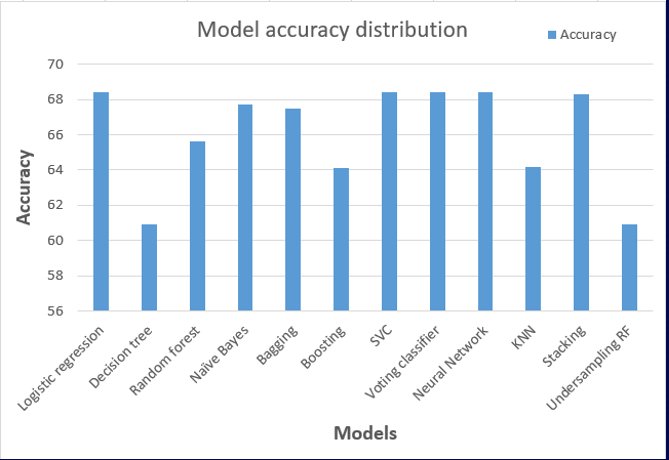 Model accuracy distribution
Accuracy
70
68
66
64
62
60
58
56
Accuracy
Logistic regression
Decision tree
Random forest
Naïve Bayes
Bagging
Boosting
SVC
Voting classifier
Neural Network
KNN
Stacking
Undersampling RF
Models